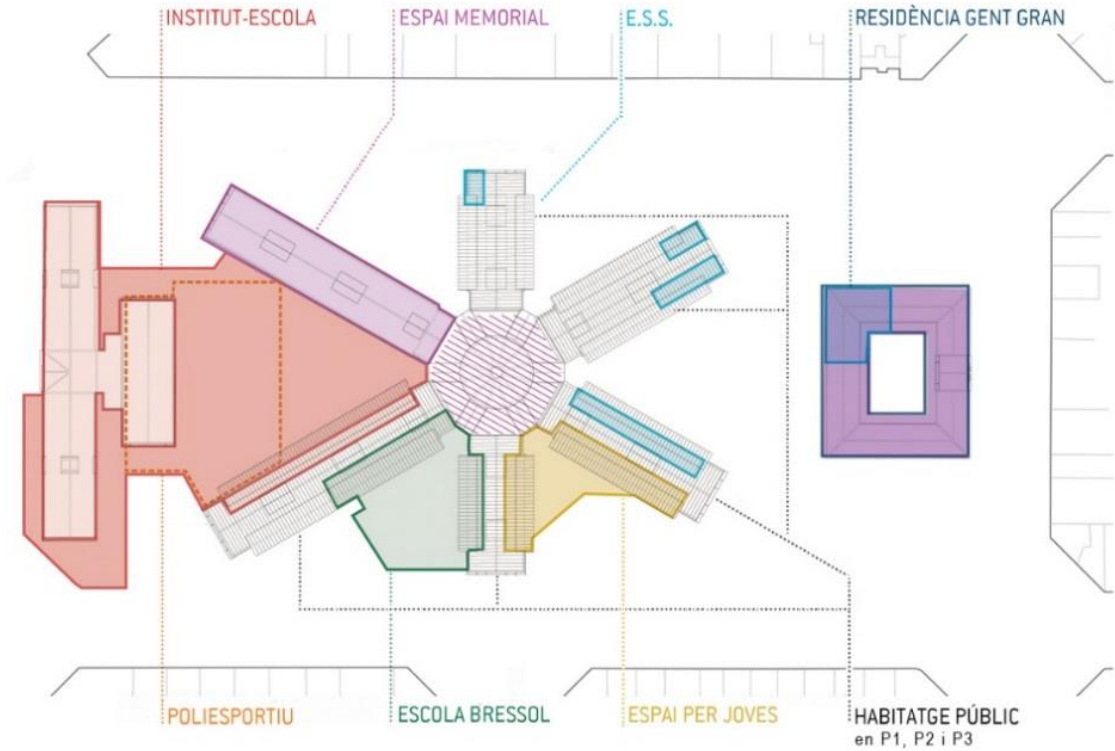 INSTITUT-ESCOLA
ESPAI MEMORIAL
E.S.S.
RESIDÈNCIA GENT GRAN
POLIESPORTIU
ESCOLA BRESSOL
ESPAI PER JOVES
HABITATGE PÚBLIC
en P1, P2 i P3